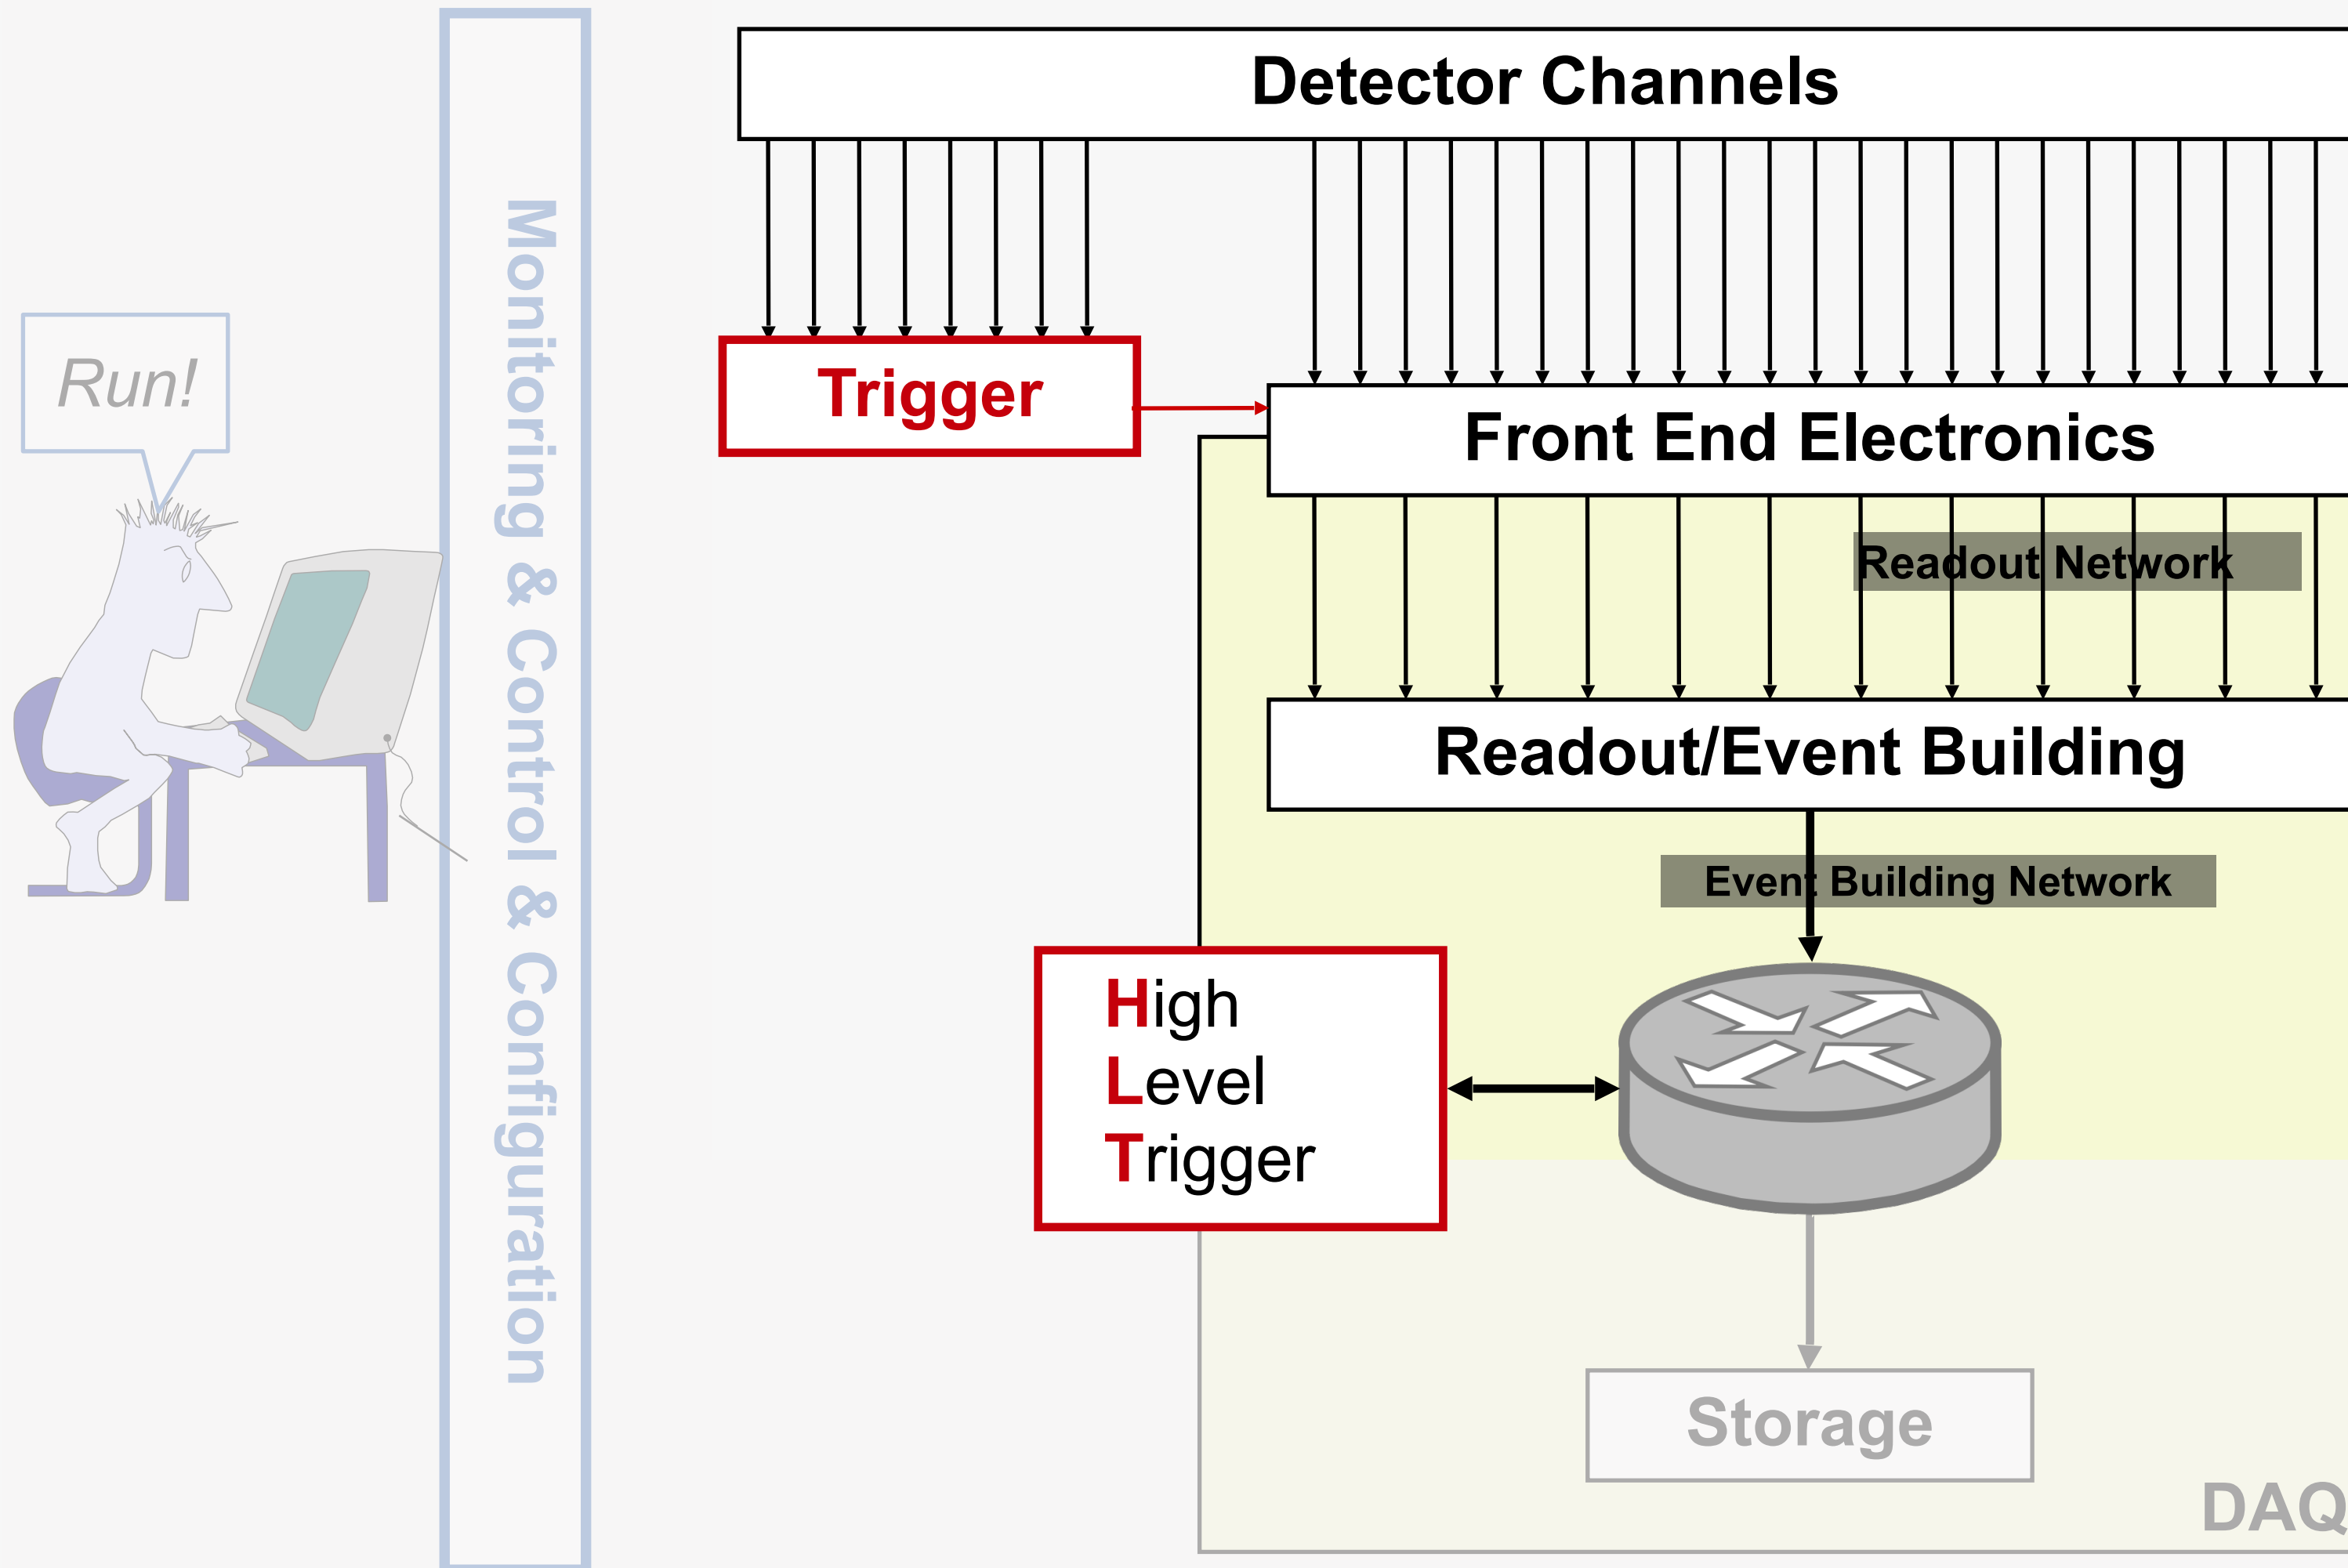 Detector Channels
Run!
Monitoring & Control & Configuration
Trigger
Front End Electronics
Readout Network
Readout/Event Building
Event Building Network
High
Level
Trigger
Storage
DAQ